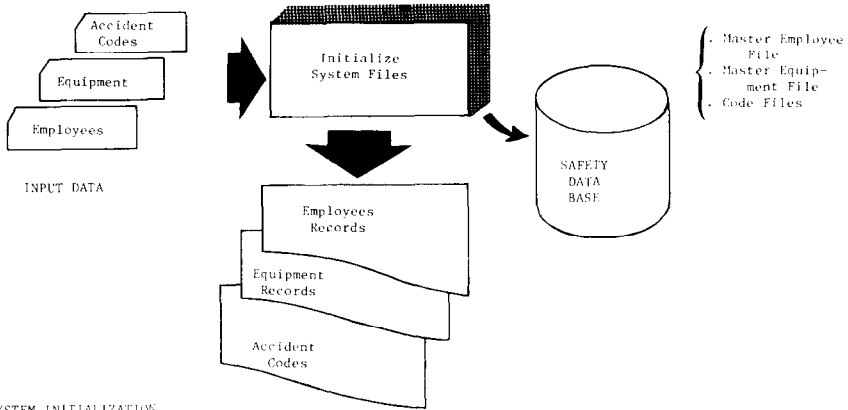 Accident
Codes
Equipment
Employees
INPUT DATA
Initialize
System Files
. Master Employee
File
. Master Equip-
ment File
. Code Files
SAFETY
DATA
BASE
Employees
Records
Equipment
Records
Accident
Codes
INITIALIZATION